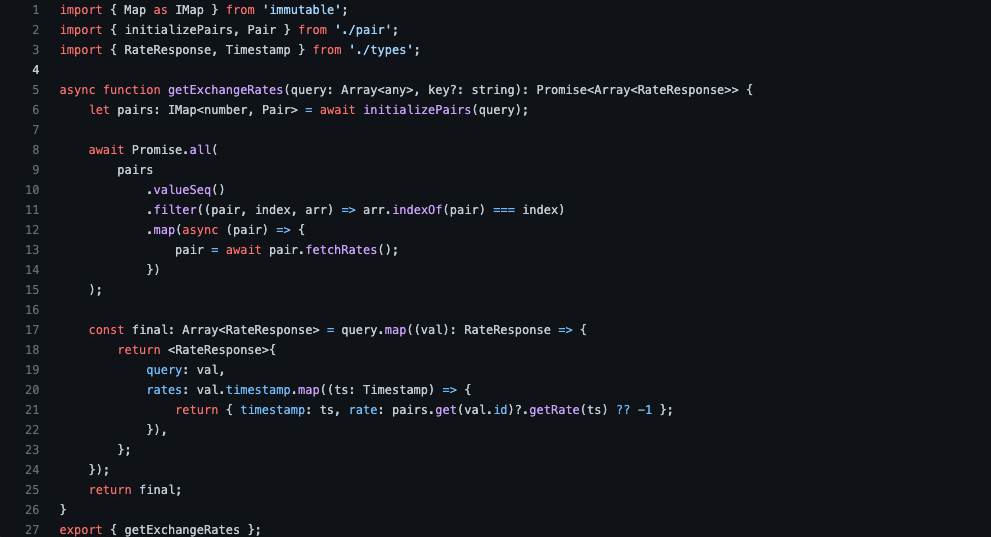 1 import { Map as IMap } from 'immutable';
2 import { initializePairs, Pair } from './pair';
3 import { RateResponse, Timestamp } from './types';
4
5 async function getExchangeRates(query: Array<any>, key?: string): Promise<Array<RateResponse>> {
6     let pairs: IMap<number, Pair> = await initializePairs(query);
7
8     await Promise.all(
9         pairs
10             .valueSeq()
11             .filter((pair, index, arr) => arr.indexOf(pair) === index)
12             .map(async (pair) => {
13                 pair = await pair.fetchRates();
14             })
15     );
16
17     const final: Array<RateResponse> = query.map((val): RateResponse => {
18         return <RateResponse>{
19             query: val,
20             rates: val.timestamp.map((ts: Timestamp) => {
21                 return { timestamp: ts, rate: pairs.get(val.id)?.getRate(ts) ?? -1 };
22             }),
23         };
24     });
25     return final;
26 }
27 export { getExchangeRates };